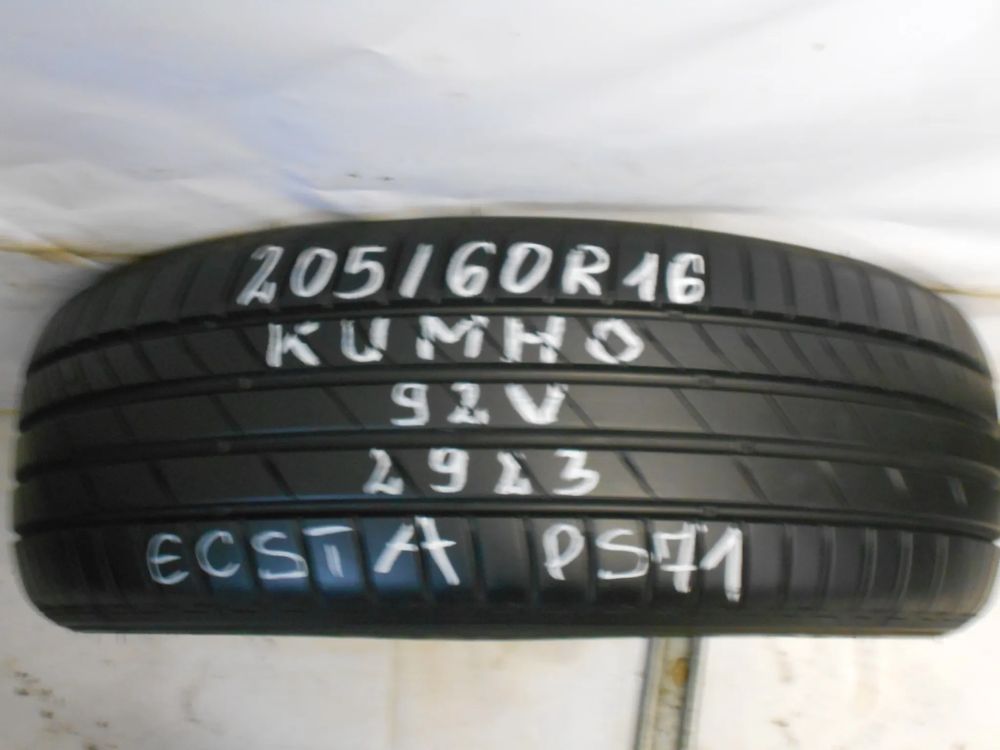 205/60R16
KUMHO
92V
2923
ECSTA PS71